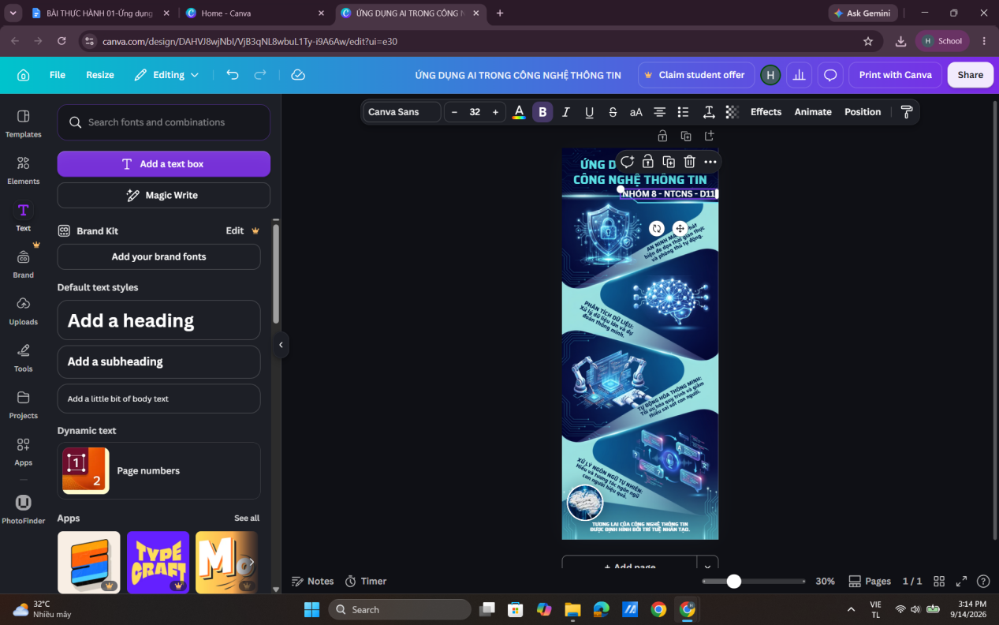 BÀI THỰC HÀNH 01-Ứng dụng
Home - Canva
ỨNG DỤNG AI TRONG CÔNG N
Ask Gemini
canva.com/design/DAHVJ8wjNbI/VjB3qNL8wbuL1Ty-i9A6Aw/edit?ui=e30
H
School
File
Resize
Editing
ỨNG DỤNG AI TRONG CÔNG NGHỆ THÔNG TIN
Claim student offer
H
Print with Canva
Share
Templates
Elements
Text
Brand
Uploads
Tools
Projects
Apps
PhotoFinder
Search fonts and combinations
Add a text box
Magic Write
Brand Kit
Edit
Add your brand fonts
Default text styles
Add a heading
Add a subheading
Add a little bit of body text
Dynamic text
1
2
Page numbers
Apps
See all
TYPE
CRAFT
Canva Sans
– 32 +
A
B
I
U
S
aA
Effects
Animate
Position
ỨNG D
CÔNG NGHỆ THÔNG TIN
NHÓM 8 - NTCNS - D11
AN NINH
hiện đe dọa thời gian thực
và phòng thủ tự động.
PHÂN TÍCH DỮ LIỆU:
Xử lý dữ liệu lớn và dự
đoán thông minh.
TỰ ĐỘNG HÓA THÔNG MINH:
Tối ưu hóa quy trình và giảm
thiểu sai sót con người.
XỬ LÝ NGÔN NGỮ TỰ NHIÊN:
Hiểu và tương tác ngôn ngữ
con người hiệu quả.
TƯƠNG LAI CỦA CÔNG NGHỆ THÔNG TIN
ĐƯỢC ĐỊNH HÌNH BỞI TRÍ TUỆ NHÂN TẠO.
+ Add page
Notes
Timer
30%
Pages
1 / 1
32°C
Nhiều mây
Search
VIE
TL
3:14 PM
9/14/2026